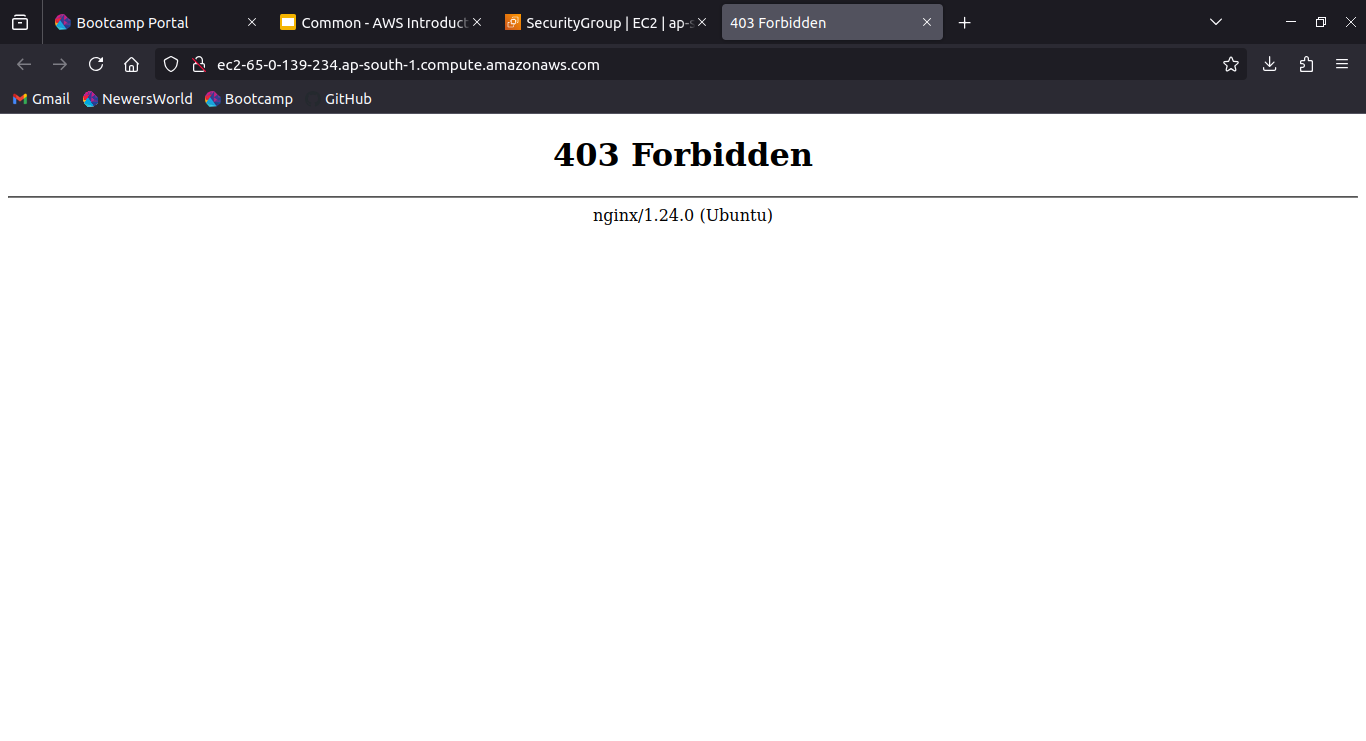 Bootcamp Portal
Common - AWS Introduct
SecurityGroup | EC2 | ap-s
403 Forbidden
ec2-65-0-139-234.ap-south-1.compute.amazonaws.com
Gmail
NewersWorld
Bootcamp
GitHub
403 Forbidden
nginx/1.24.0 (Ubuntu)